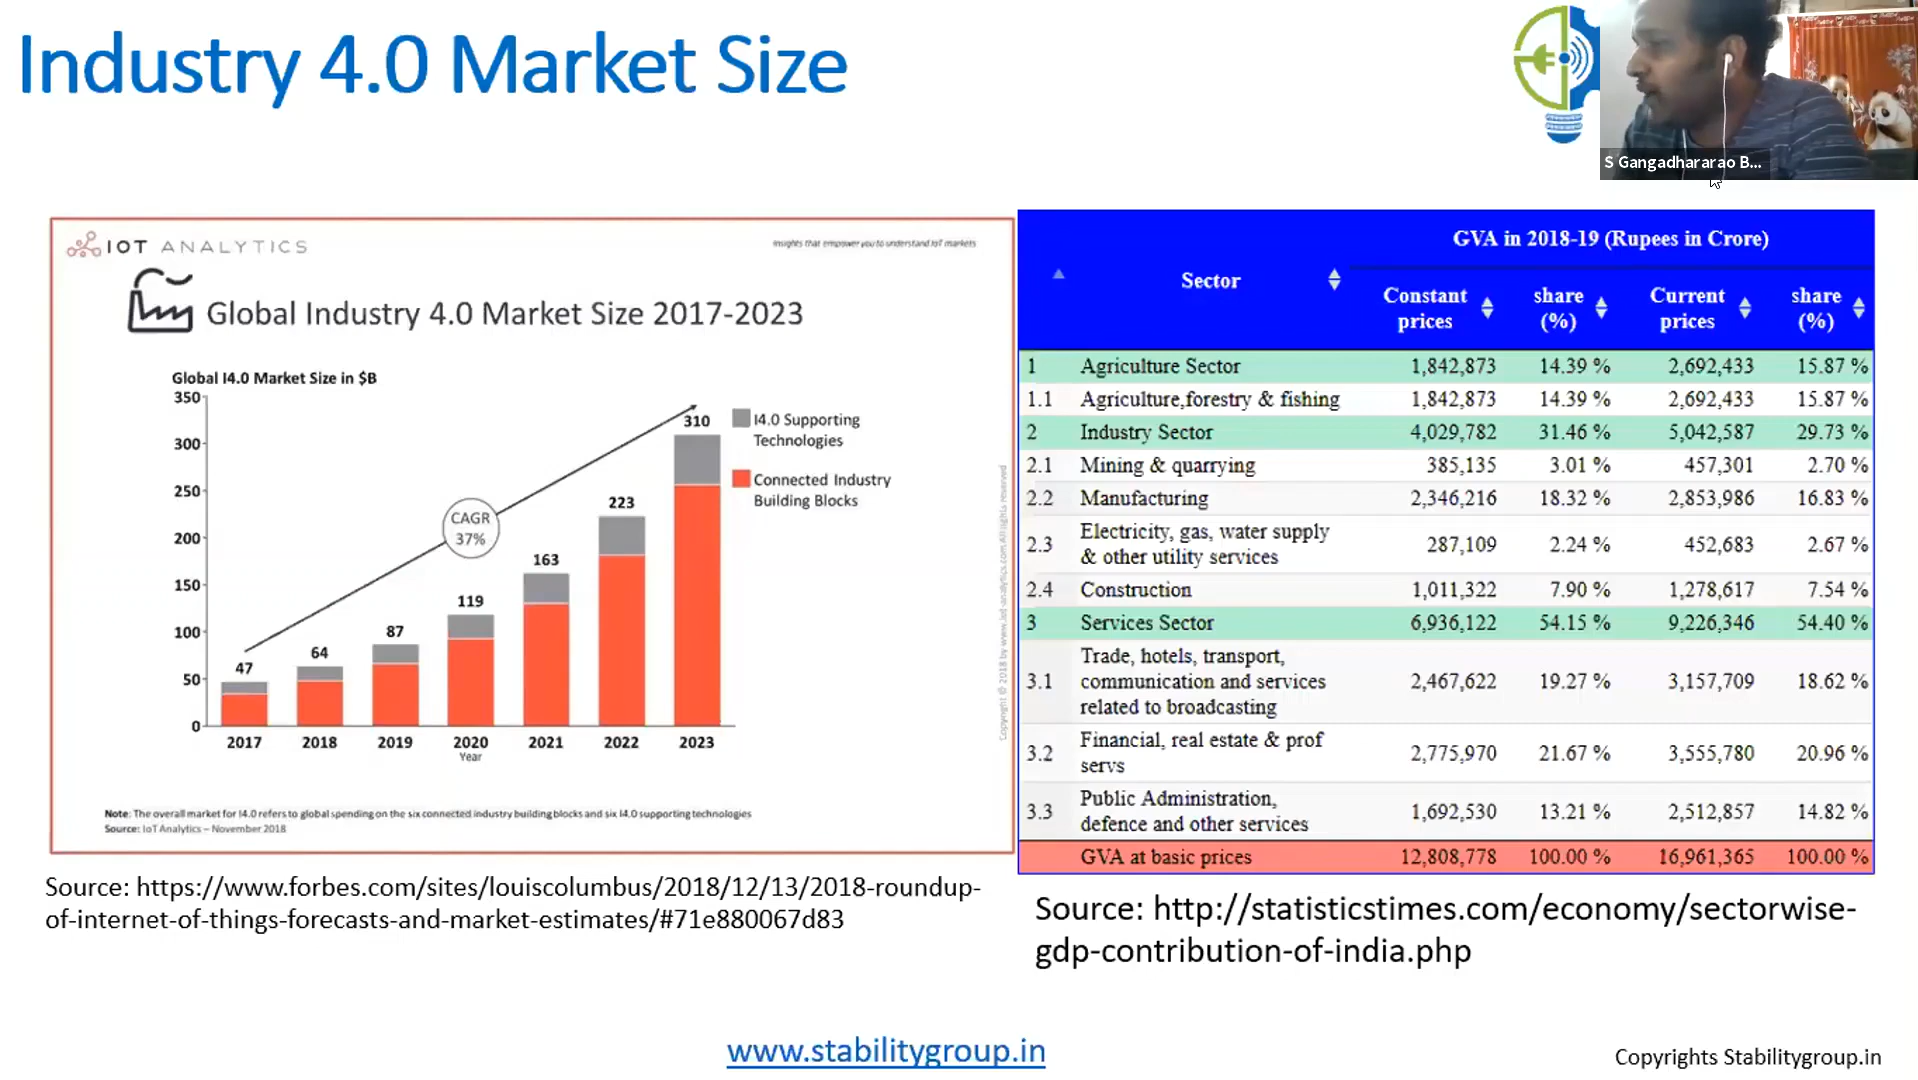 Industry 4.0 Market Size
S Gangadhararao B...
IOT ANALYTICS
Insights that empower you to understand IoT markets
Global Industry 4.0 Market Size 2017-2023
Global I4.0 Market Size in $B
350
300
250
200
150
100
50
0
47
64
87
119
163
223
310
CAGR
37%
I4.0 Supporting
Technologies
Connected Industry
Building Blocks
2017 2018 2019 2020 2021 2022 2023
Year
Copyright © 2018 by www.iot-analytics.com All rights reserved
Note: The overall market for I4.0 refers to global spending on the six connected industry building blocks and six I4.0 supporting technologies
Source: IoT Analytics – November 2018
Source: https://www.forbes.com/sites/louiscolumbus/2018/12/13/2018-roundup-
of-internet-of-things-forecasts-and-market-estimates/#71e880067d83
GVA in 2018-19 (Rupees in Crore)
Sector
Constant
prices
share
(%)
Current
prices
share
(%)
1 Agriculture Sector 1,842,873 14.39 % 2,692,433 15.87 %
1.1 Agriculture,forestry & fishing 1,842,873 14.39 % 2,692,433 15.87 %
2 Industry Sector 4,029,782 31.46 % 5,042,587 29.73 %
2.1 Mining & quarrying 385,135 3.01 % 457,301 2.70 %
2.2 Manufacturing 2,346,216 18.32 % 2,853,986 16.83 %
Electricity, gas, water supply
2.3 & other utility services 287,109 2.24 % 452,683 2.67 %
2.4 Construction 1,011,322 7.90 % 1,278,617 7.54 %
3 Services Sector 6,936,122 54.15 % 9,226,346 54.40 %
Trade, hotels, transport,
3.1 communication and services 2,467,622 19.27 % 3,157,709 18.62 %
related to broadcasting
3.2 Financial, real estate & prof 2,775,970 21.67 % 3,555,780 20.96 %
servs
3.3 Public Administration, 1,692,530 13.21 % 2,512,857 14.82 %
defence and other services
GVA at basic prices 12,808,778 100.00 % 16,961,365 100.00 %
Source: http://statisticstimes.com/economy/sectorwise-
gdp-contribution-of-india.php
www.stabilitygroup.in
Copyrights Stabilitygroup.in